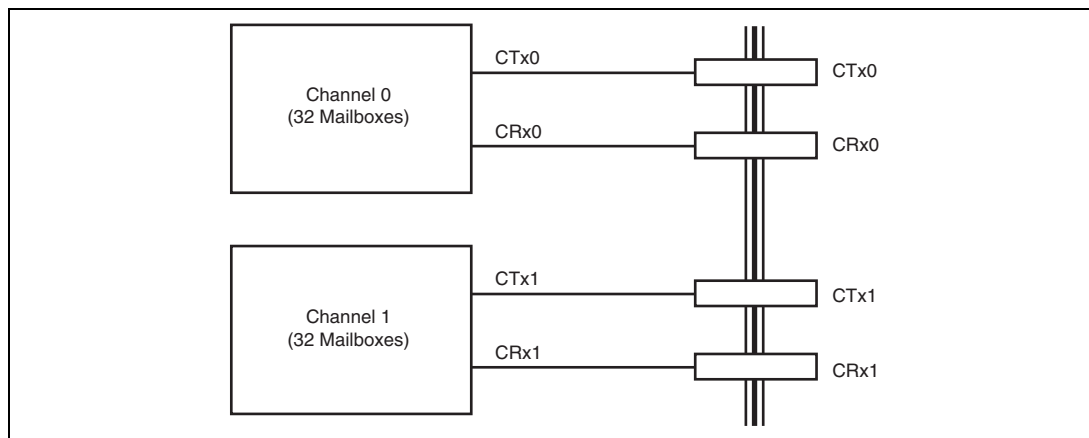 Channel 0
(32 Mailboxes)
CTx0
CTx0
CRx0
CRx0
Channel 1
(32 Mailboxes)
CTx1
CTx1
CRx1
CRx1